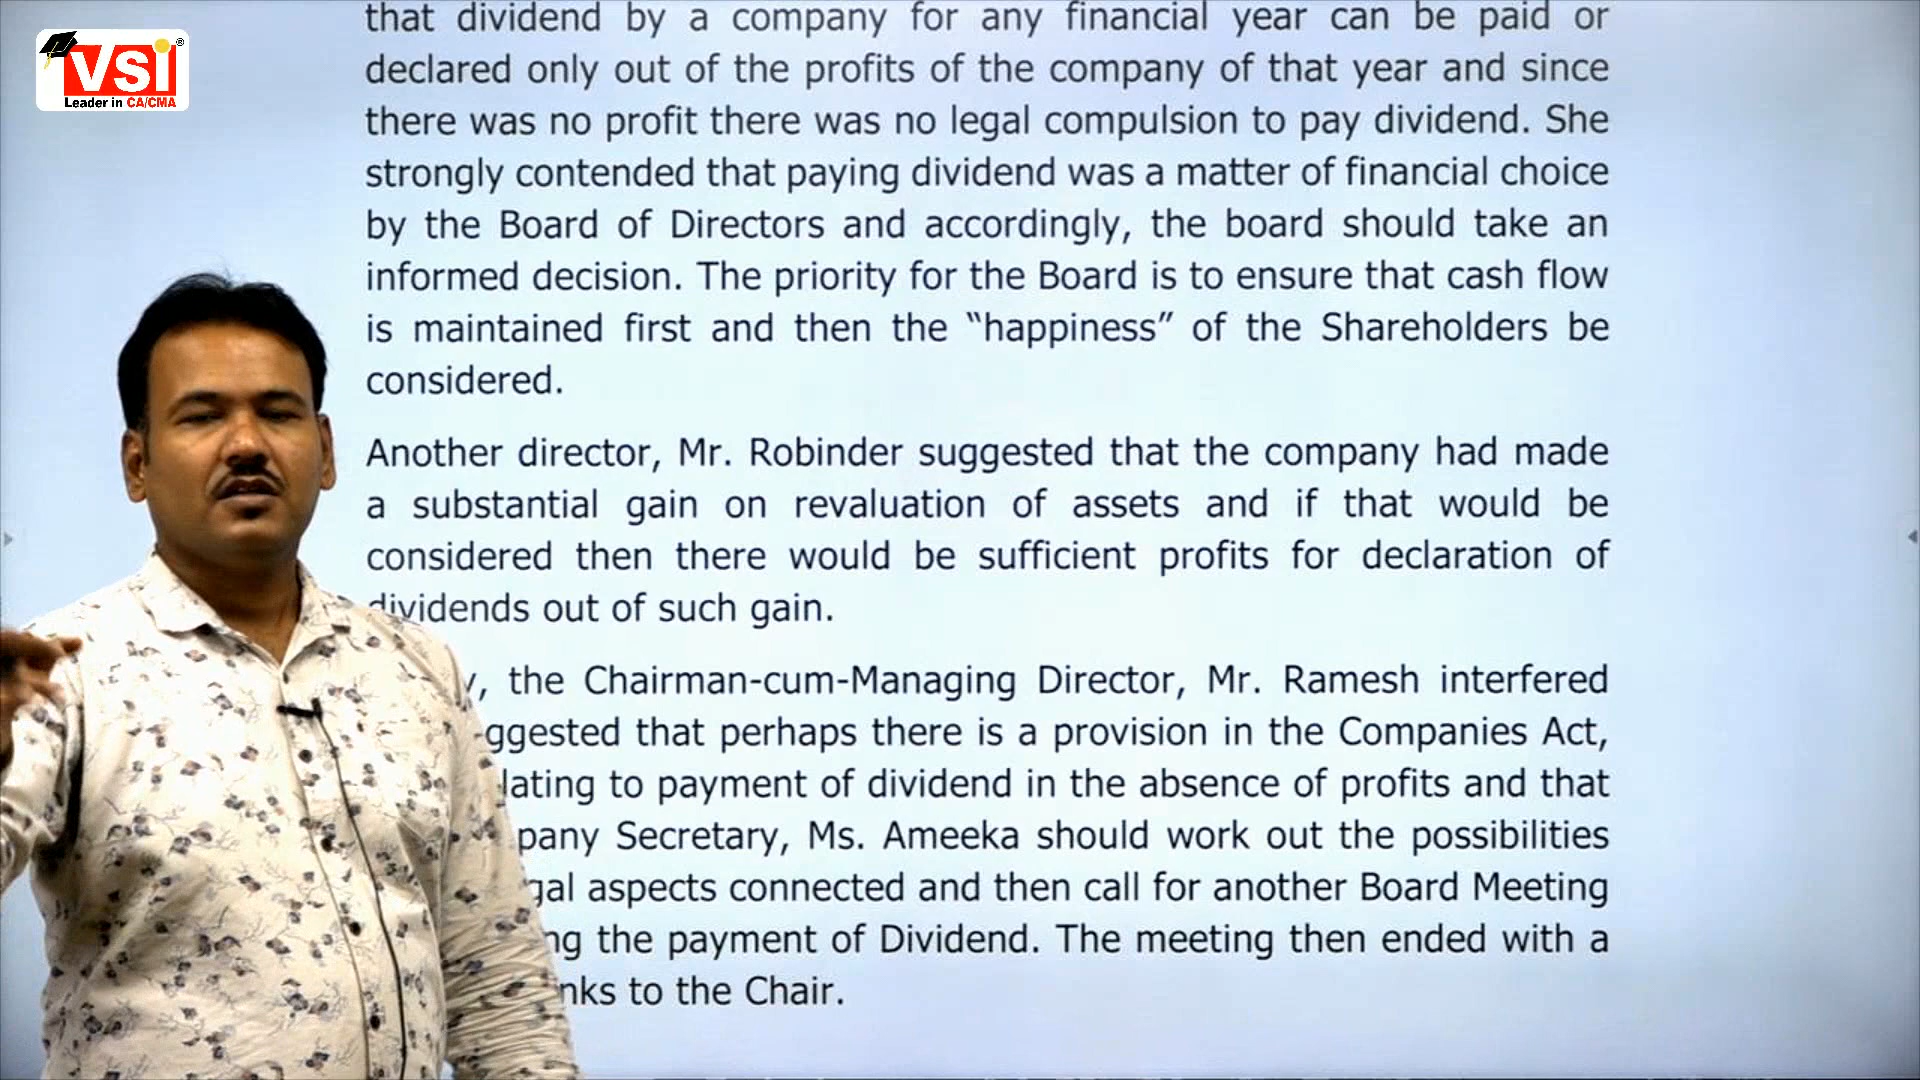 VSI
Leader in CA/CMA
that dividend by a company for any financial year can be paid or
declared only out of the profits of the company of that year and since
there was no profit there was no legal compulsion to pay dividend. She
strongly contended that paying dividend was a matter of financial choice
by the Board of Directors and accordingly, the board should take an
informed decision. The priority for the Board is to ensure that cash flow
is maintained first and then the “happiness” of the Shareholders be
considered.
Another director, Mr. Robinder suggested that the company had made
a substantial gain on revaluation of assets and if that would be
considered then there would be sufficient profits for declaration of
dividends out of such gain.
the Chairman-cum-Managing Director, Mr. Ramesh interfered
that perhaps there is a provision in the Companies Act,
to payment of dividend in the absence of profits and that
Secretary, Ms. Ameeka should work out the possibilities
aspects connected and then call for another Board Meeting
the payment of Dividend. The meeting then ended with a
to the Chair.